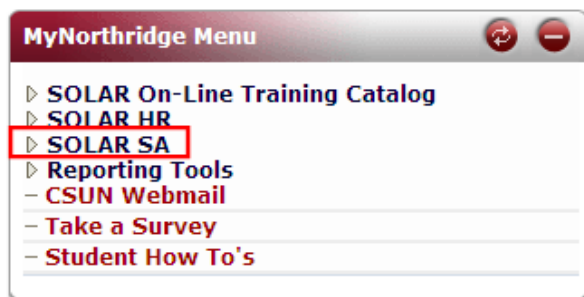 MyNorthridge Menu
SOLAR On-Line Training Catalog
SOLAR HR
SOLAR SA
Reporting Tools
– CSUN Webmail
– Take a Survey
– Student How To's